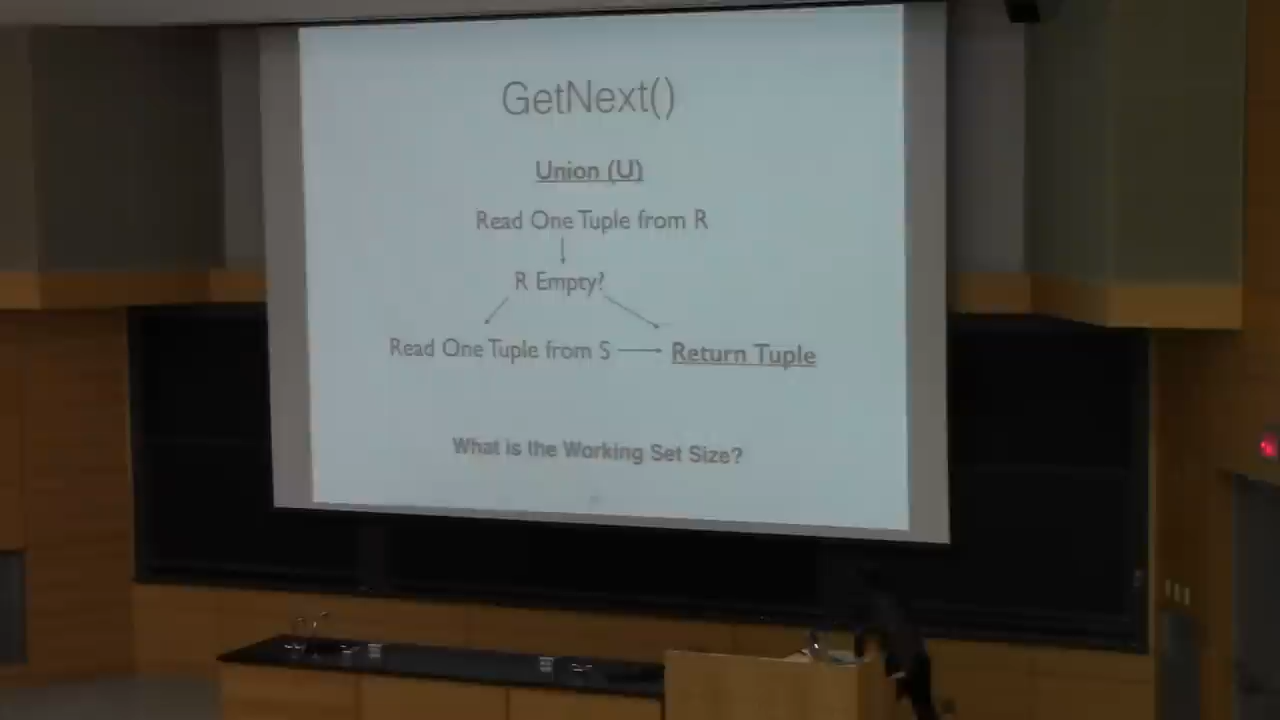 GetNext()
Union (U)
Read One Tuple from R
R Empty?
Read One Tuple from S
Return Tuple
What is the Working Set Size?